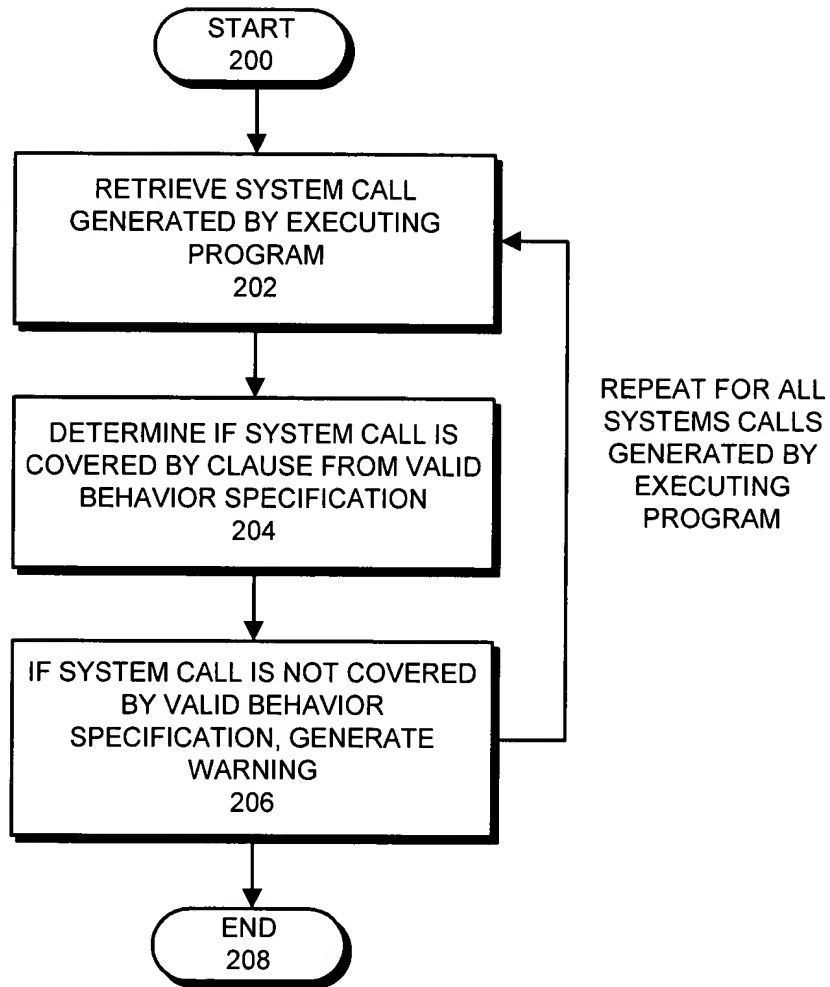 START
200
RETRIEVE SYSTEM CALL
GENERATED BY EXECUTING
PROGRAM
202
DETERMINE IF SYSTEM CALL IS
COVERED BY CLAUSE FROM VALID
BEHAVIOR SPECIFICATION
204
REPEAT FOR ALL
SYSTEMS CALLS
GENERATED BY
EXECUTING
PROGRAM
IF SYSTEM CALL IS NOT COVERED
BY VALID BEHAVIOR
SPECIFICATION, GENERATE
WARNING
206
END
208